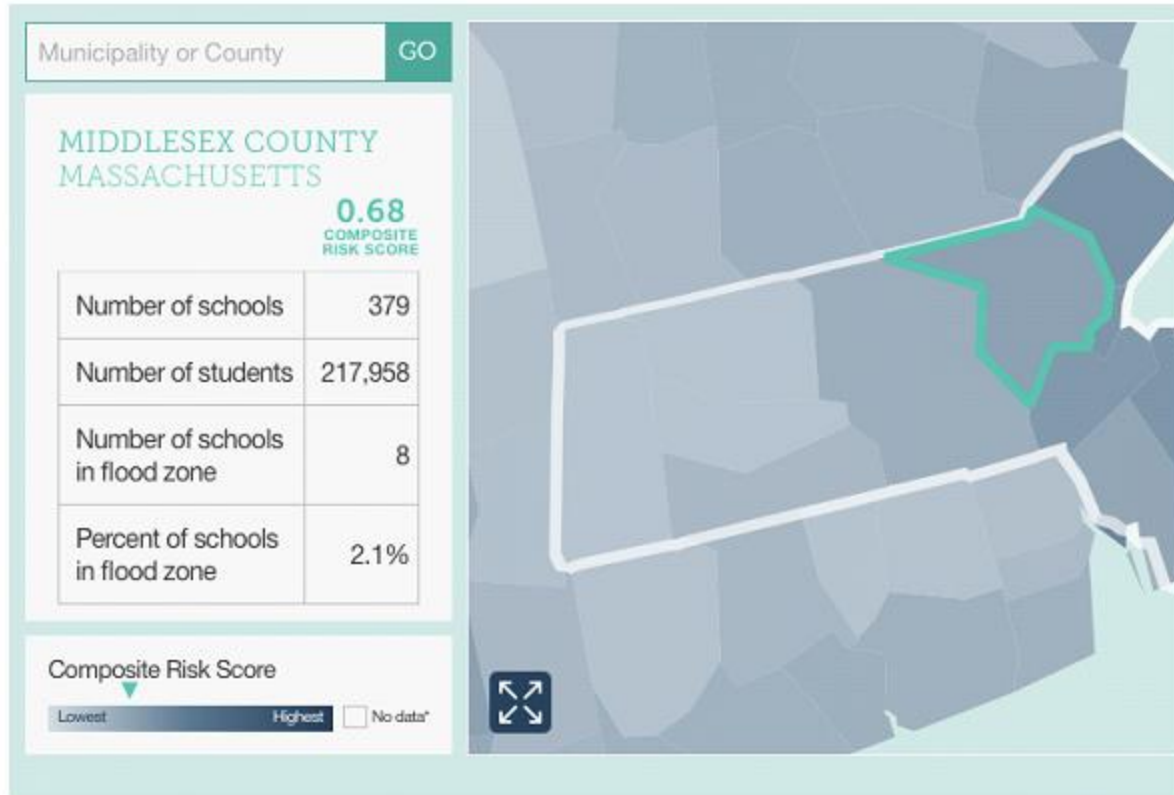 Municipality or County GO
MIDDLESEX COUNTY
MASSACHUSETTS
0.68
COMPOSITE
RISK SCORE
Number of schools 379
Number of students 217,958
Number of schools
in flood zone 8
Percent of schools
in flood zone 2.1%
Composite Risk Score
Lowest Highest No data*